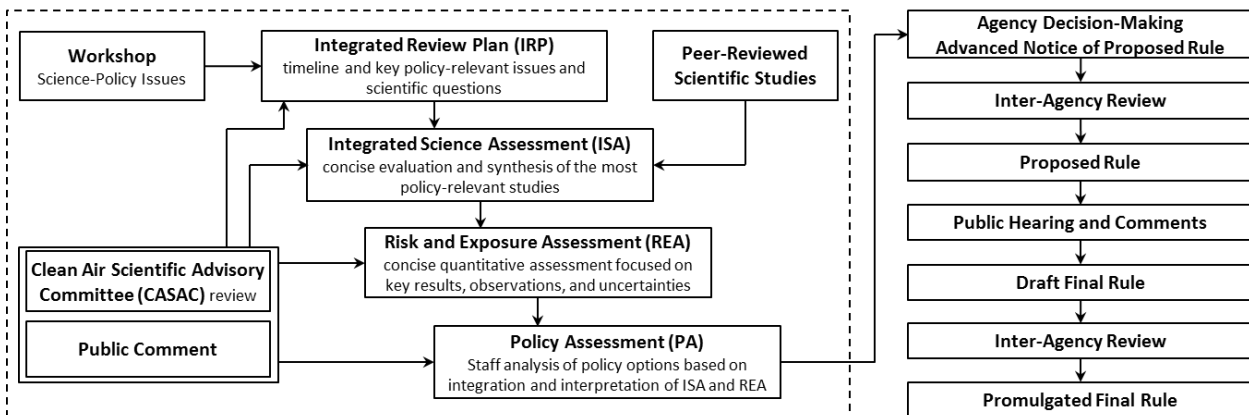 Workshop
Science-Policy Issues
Integrated Review Plan (IRP)
timeline and key policy-relevant issues and
scientific questions
Peer-Reviewed
Scientific Studies
Integrated Science Assessment (ISA)
concise evaluation and synthesis of the most
policy-relevant studies
Risk and Exposure Assessment (REA)
concise quantitative assessment focused on
key results, observations, and uncertainties
Clean Air Scientific Advisory
Committee (CASAC) review
Public Comment
Policy Assessment (PA)
Staff analysis of policy options based on
integration and interpretation of ISA and REA
Agency Decision-Making
Advanced Notice of Proposed Rule
Inter-Agency Review
Proposed Rule
Public Hearing and Comments
Draft Final Rule
Inter-Agency Review
Promulgated Final Rule